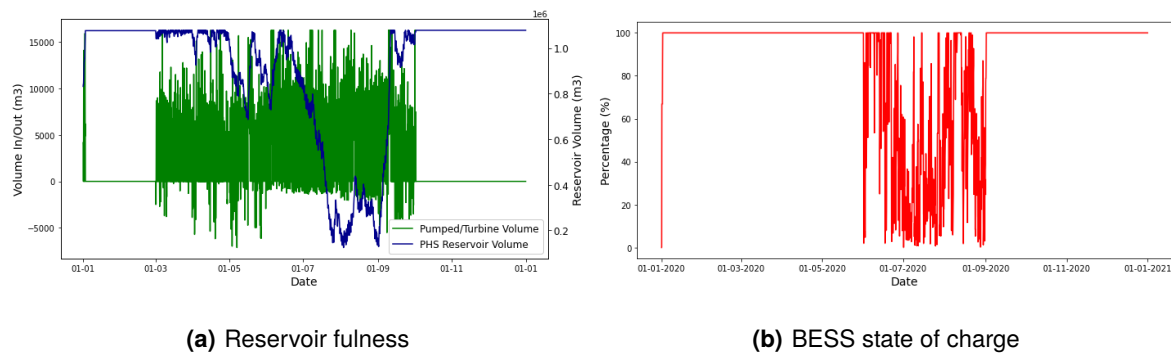 1e6
15000
10000
5000
0
−5000
Volume In/Out (m3)
1.0
0.8
0.6
0.4
0.2
Reservoir Volume (m3)
Pumped/Turbine Volume
PHS Reservoir Volume
01-01 01-03 01-05 01-07 01-09 01-11 01-01
Date
(a) Reservoir fulness
100
80
60
40
20
0
Percentage (%)
01-01-2020 01-03-2020 01-05-2020 01-07-2020 01-09-2020 01-11-2020 01-01-2021
Date
(b) BESS state of charge